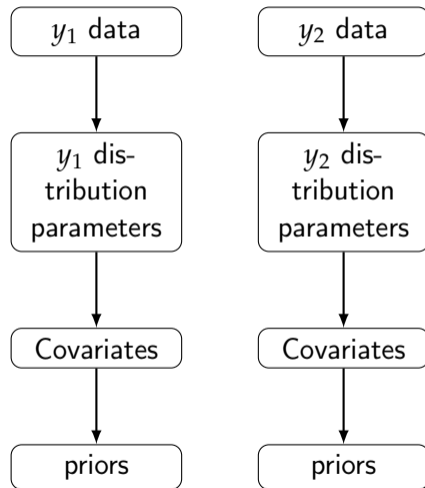 y₁ data
y₂ data
y₁ dis-
tribution
parameters
y₂ dis-
tribution
parameters
Covariates
Covariates
priors
priors